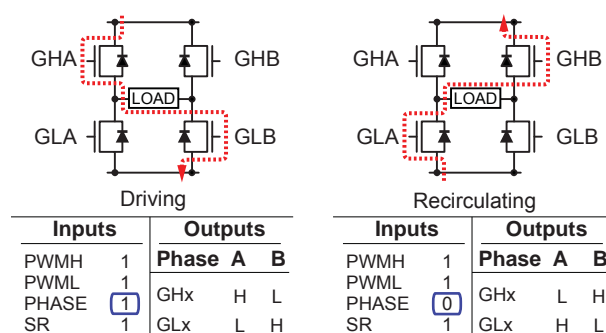 GHA GHB
LOAD
GLA GLB
Driving
Inputs Outputs
PWMH 1 Phase A B
PWML 1
PHASE 1 GHx H L
SR 1 GLx L H
GHA GHB
LOAD
GLA GLB
Recirculating
Inputs Outputs
PWMH 1 Phase A B
PWML 1
PHASE 0 GHx L H
SR 1 GLx H L